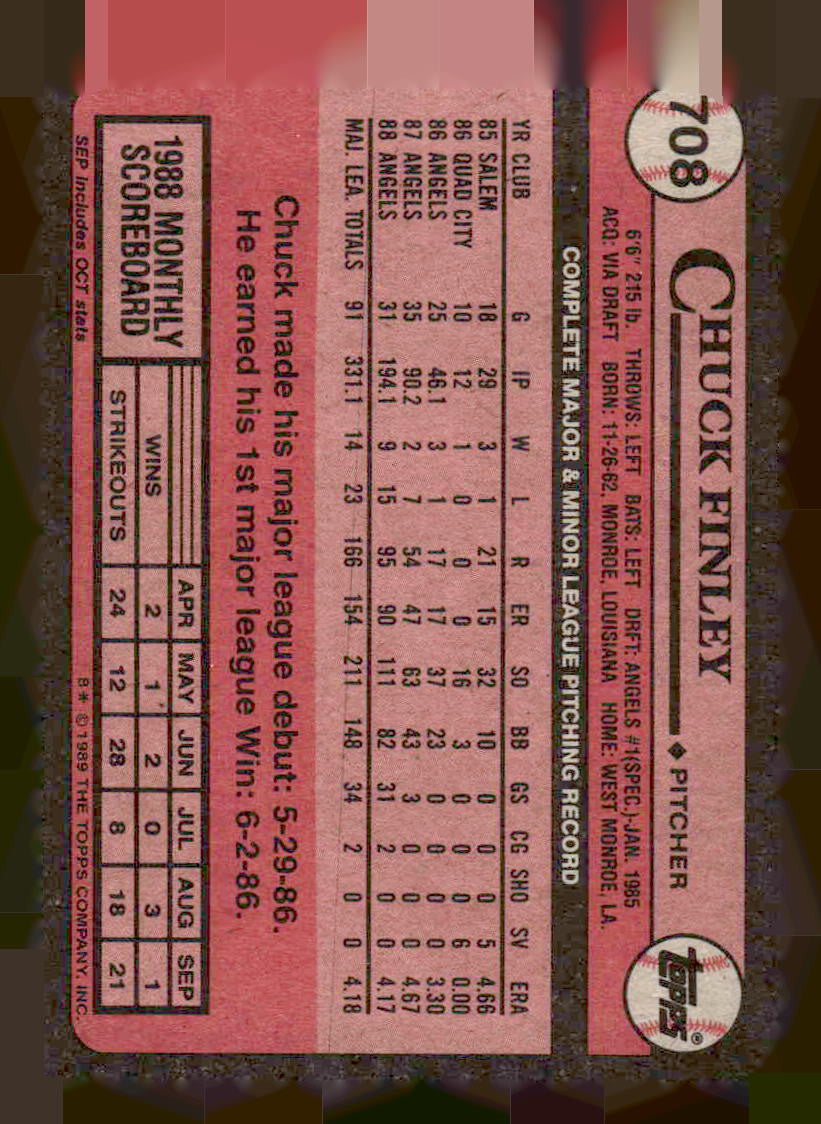 708
CHUCK FINLEY
◆ PITCHER
TOPPS®
6'6" 215 lb. THROWS: LEFT BATS: LEFT DRFT: ANGELS #1(SPEC.)-JAN. 1985
ACQ: VIA DRAFT BORN: 11-26-62, MONROE, LOUISIANA HOME: WEST MONROE, LA.
COMPLETE MAJOR & MINOR LEAGUE PITCHING RECORD
YR CLUB G IP W L R ER SO BB GS CG SHO SV ERA
85 SALEM 18 29 3 1 21 15 32 10 0 0 0 5 4.66
86 QUAD CITY 10 12 1 0 0 0 16 3 0 0 0 6 0.00
86 ANGELS 25 46.1 3 1 17 17 37 23 0 0 0 0 3.30
87 ANGELS 35 90.2 2 7 54 47 63 43 3 0 0 0 4.67
88 ANGELS 31 194.1 9 15 95 90 111 82 31 2 0 0 4.17
MAJ. LEA. TOTALS 91 331.1 14 23 166 154 211 148 34 2 0 0 4.18
Chuck made his major league debut: 5-29-86.
He earned his 1st major league Win: 6-2-86.
1988 MONTHLY
SCOREBOARD
APR MAY JUN JUL AUG SEP
WINS 2 1 2 0 3 1
STRIKEOUTS 24 12 28 8 18 21
SEP includes OCT stats
B* ©1989 THE TOPPS COMPANY, INC.